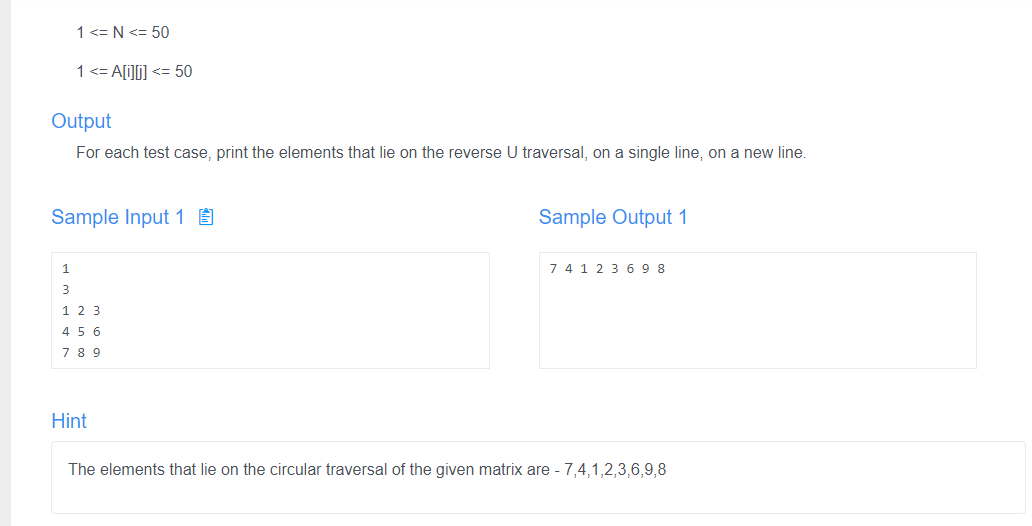 1 <= N <= 50
1 <= A[i][j] <= 50
Output
For each test case, print the elements that lie on the reverse U traversal, on a single line, on a new line.
Sample Input 1
Sample Output 1
1
3
1 2 3
4 5 6
7 8 9
7 4 1 2 3 6 9 8
Hint
The elements that lie on the circular traversal of the given matrix are - 7,4,1,2,3,6,9,8